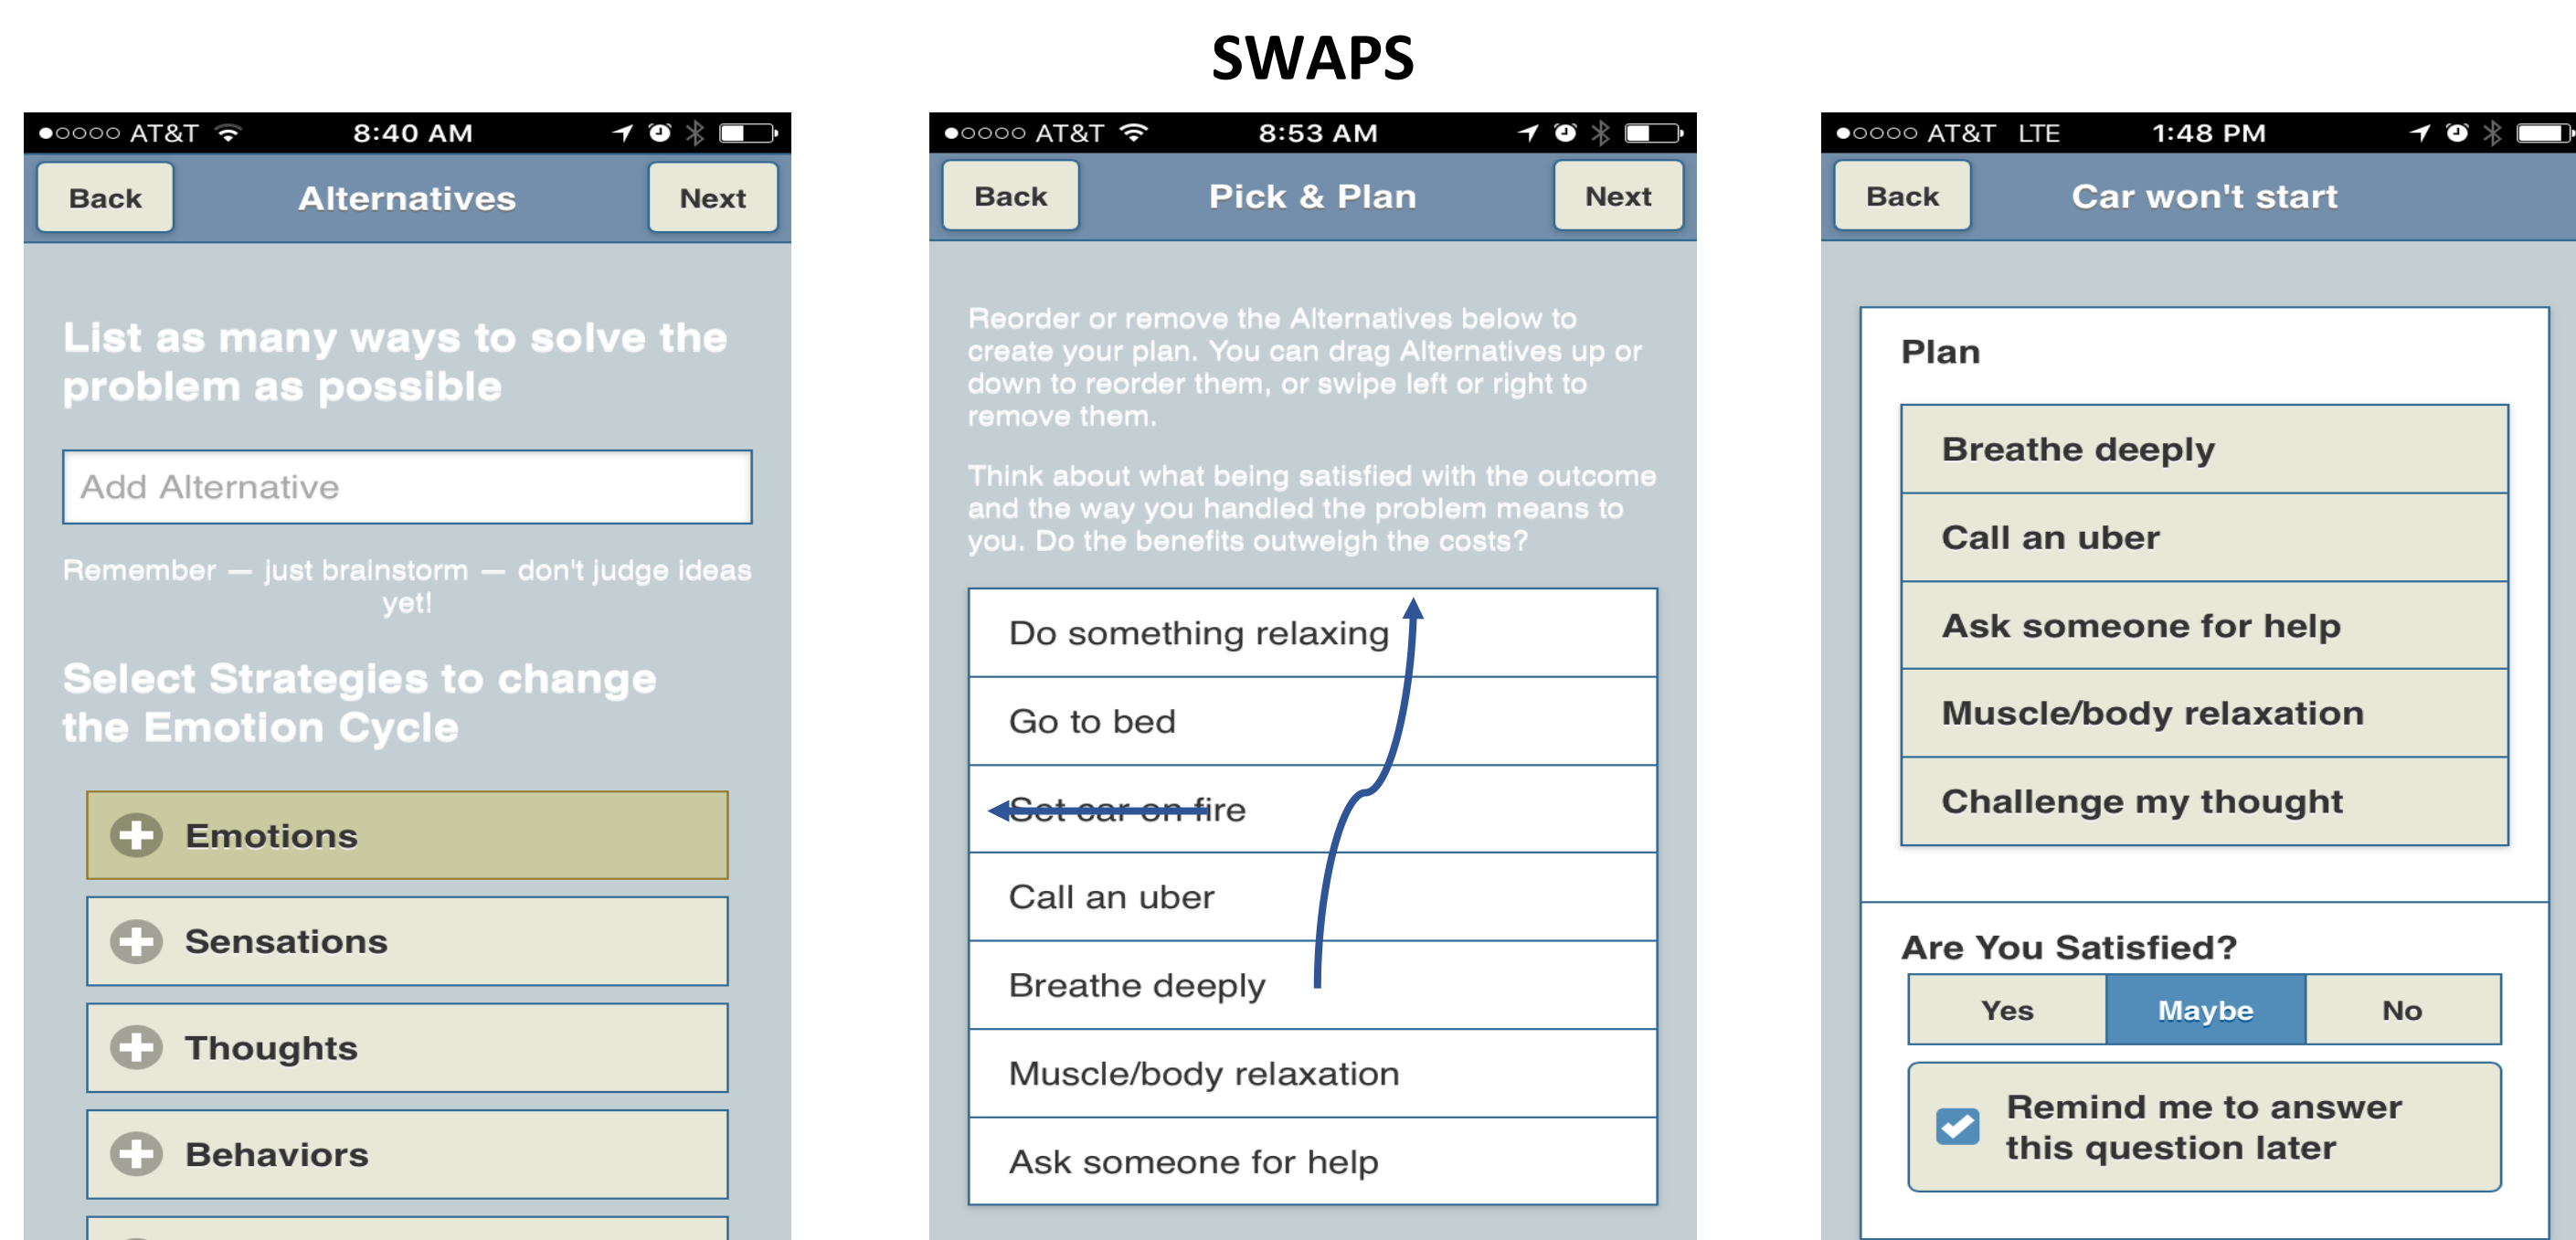 SWAPS
AT&T 8:40 AM
Back Alternatives Next
List as many ways to solve the
problem as possible
Add Alternative
Remember — just brainstorm — don't judge ideas
yet!
Select Strategies to change
the Emotion Cycle
Emotions
Sensations
Thoughts
Behaviors
AT&T 8:53 AM
Back Pick & Plan Next
Reorder or remove the Alternatives below to
create your plan. You can drag Alternatives up or
down to reorder them, or swipe left or right to
remove them.
Think about what being satisfied with the outcome
and the way you handled the problem means to
you. Do the benefits outweigh the costs?
Do something relaxing
Go to bed
Set car on fire
Call an uber
Breathe deeply
Muscle/body relaxation
Ask someone for help
AT&T LTE 1:48 PM
Back Car won't start
Plan
Breathe deeply
Call an uber
Ask someone for help
Muscle/body relaxation
Challenge my thought
Are You Satisfied?
Yes Maybe No
Remind me to answer
this question later